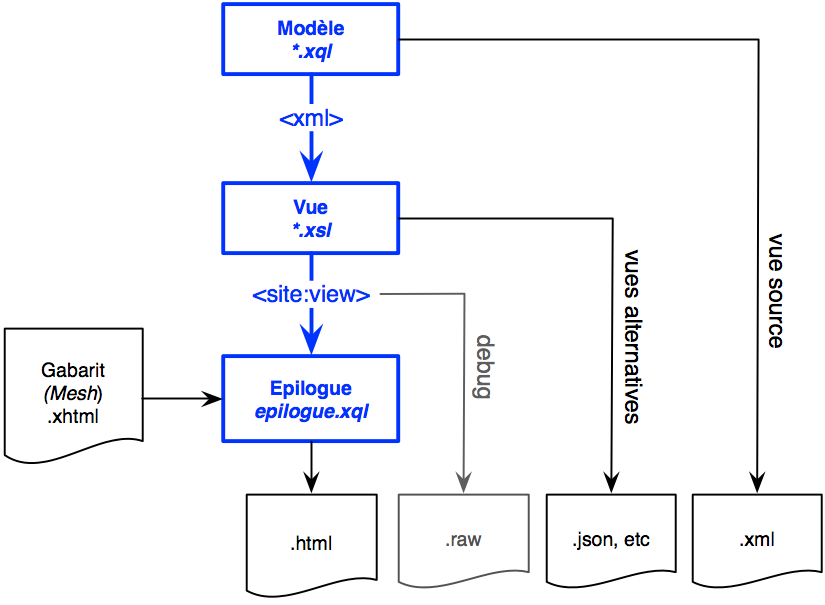 Modèle
*.xql
<xml>
Vue
*.xsl
<site:view>
vue source
vues alternatives
debug
Gabarit
(Mesh)
.xhtml
Epilogue
epilogue.xql
.html
.raw
.json, etc
.xml